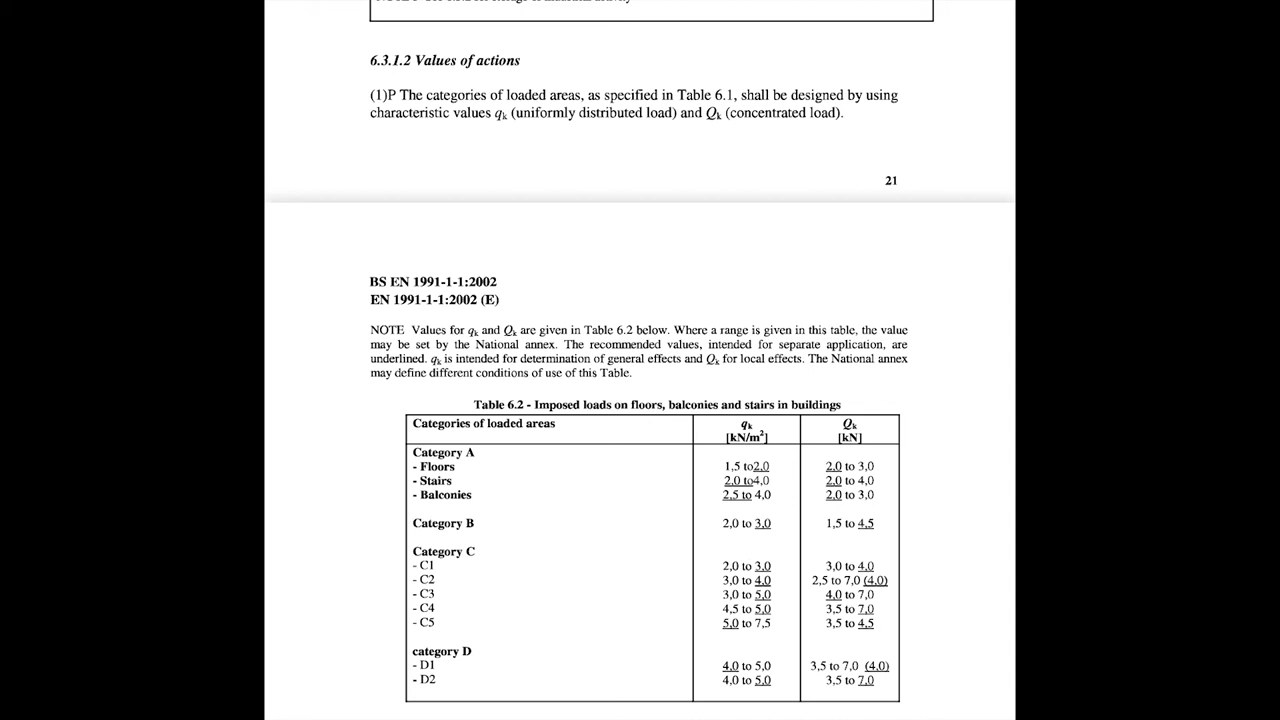 6.3.1.2 Values of actions
(1)P The categories of loaded areas, as specified in Table 6.1, shall be designed by using
characteristic values qk (uniformly distributed load) and Qk (concentrated load).
21
BS EN 1991-1-1:2002
EN 1991-1-1:2002 (E)
NOTE Values for qk and Qk are given in Table 6.2 below. Where a range is given in this table, the value
may be set by the National annex. The recommended values, intended for separate application, are
underlined. qk is intended for determination of general effects and Qk for local effects. The National annex
may define different conditions of use of this Table.
Table 6.2 - Imposed loads on floors, balconies and stairs in buildings
Categories of loaded areas qk Qk
[kN/m2] [kN]
Category A
- Floors 1,5 to2,0 2,0 to 3,0
- Stairs 2,0 to4,0 2,0 to 4,0
- Balconies 2,5 to 4,0 2,0 to 3,0
Category B 2,0 to 3,0 1,5 to 4,5
Category C
- C1 2,0 to 3,0 3,0 to 4,0
- C2 3,0 to 4,0 2,5 to 7,0 (4,0)
- C3 3,0 to 5,0 4,0 to 7,0
- C4 4,5 to 5,0 3,5 to 7,0
- C5 5,0 to 7,5 3,5 to 4,5
category D
- D1 4,0 to 5,0 3,5 to 7,0 (4,0)
- D2 4,0 to 5,0 3,5 to 7,0